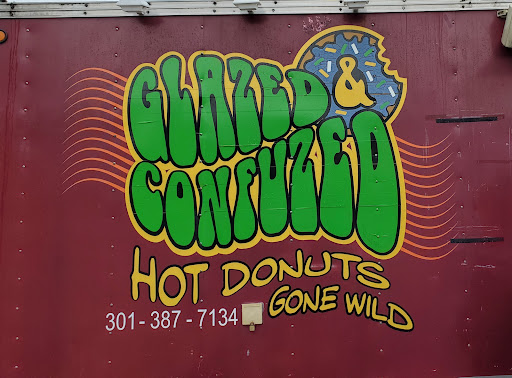 GLAZED &
CONFUZED
HOT DONUTS
GONE WILD
301 - 387 - 7134